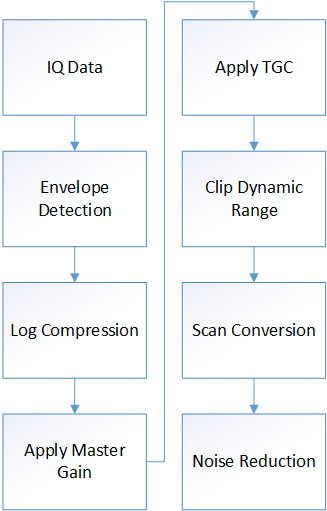 IQ Data
Envelope
Detection
Log Compression
Apply Master
Gain
Apply TGC
Clip Dynamic
Range
Scan Conversion
Noise Reduction